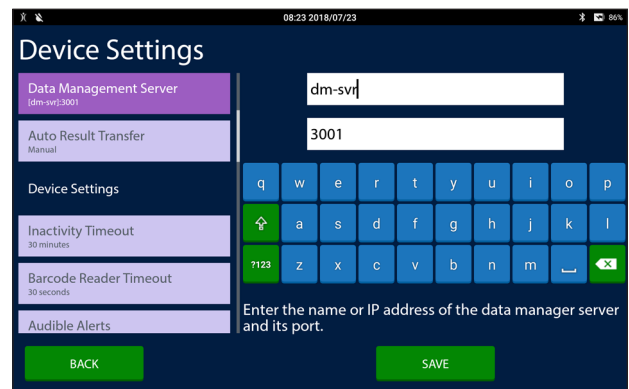 08:23 2018/07/23
86%
Device Settings
Data Management Server
[dm-svr]:3001
Auto Result Transfer
Manual
Device Settings
Inactivity Timeout
30 minutes
Barcode Reader Timeout
30 seconds
Audible Alerts
dm-svr
3001
q w e r t y u i o p
a s d f g h j k l
?123 z x c v b n m
Enter the name or IP address of the data manager server
and its port.
BACK
SAVE